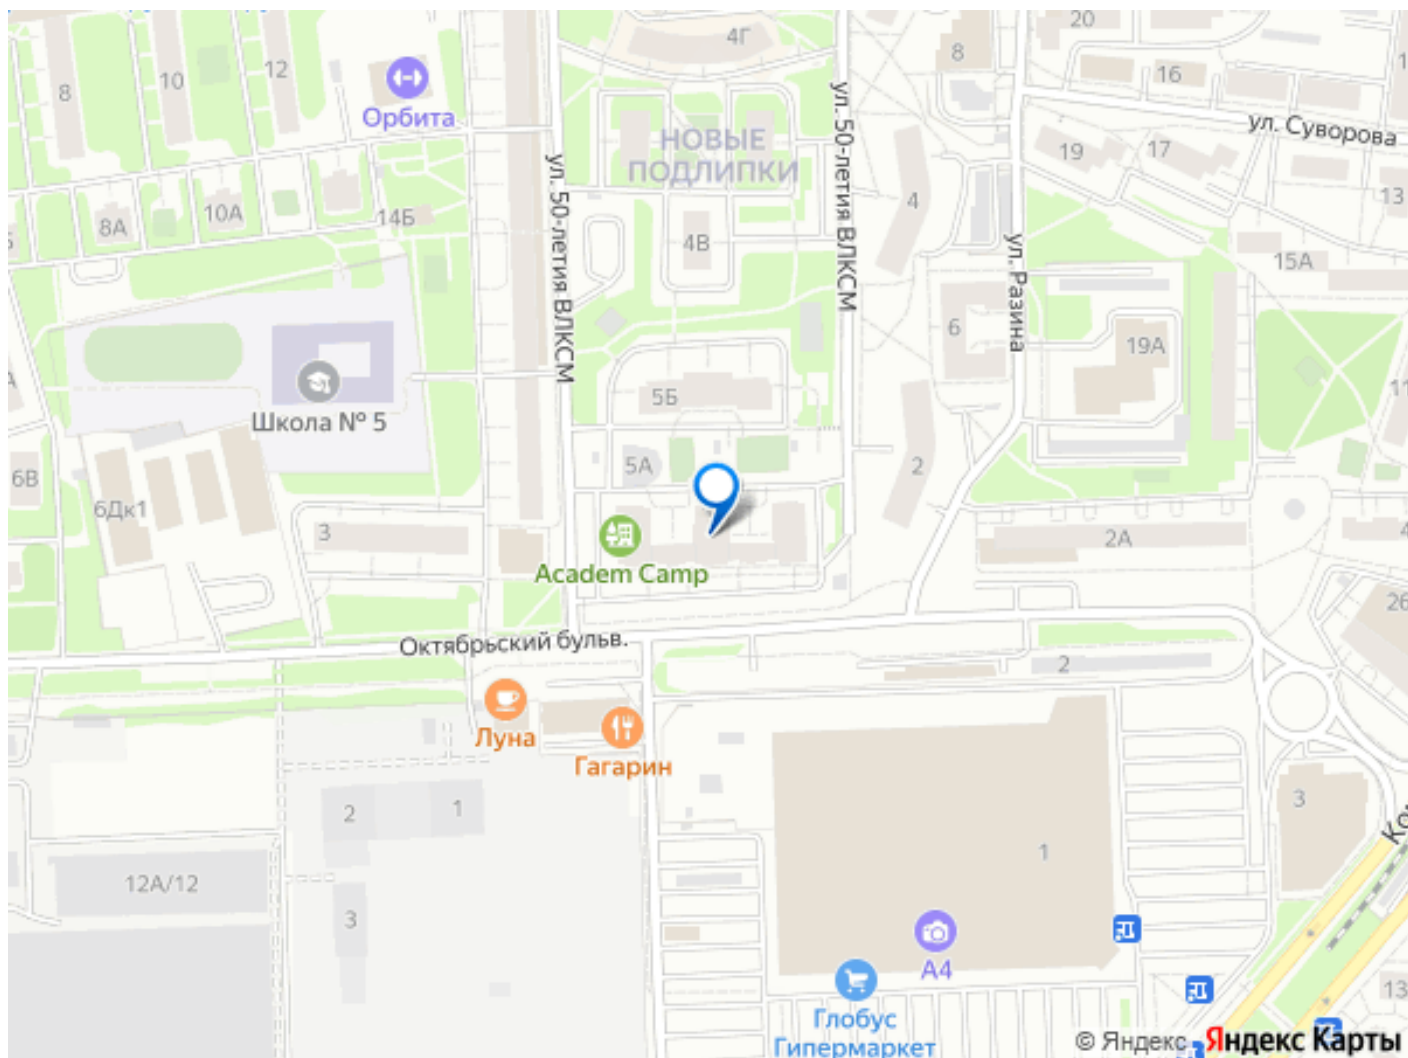 4Г
20
8
8
10
12
16
Орбита
ул. 50-летия ВЛКСМ
ул. 50-летия ВЛКСМ
ул. Суворова
НОВЫЕ
ПОДЛИПКИ
19
17
13
4
8А
10А
14Б
4В
ул. Разина
15А
6
19А
5Б
Школа № 5
5А
2
6В
6Дк1
3
2А
4
Academ Camp
26
Октябрьский бульв.
2
Луна
Гагарин
2
1
3
1
12А/12
3
А4
Глобус
Гипермаркет
13
© Яндекс
Яндекс Карты